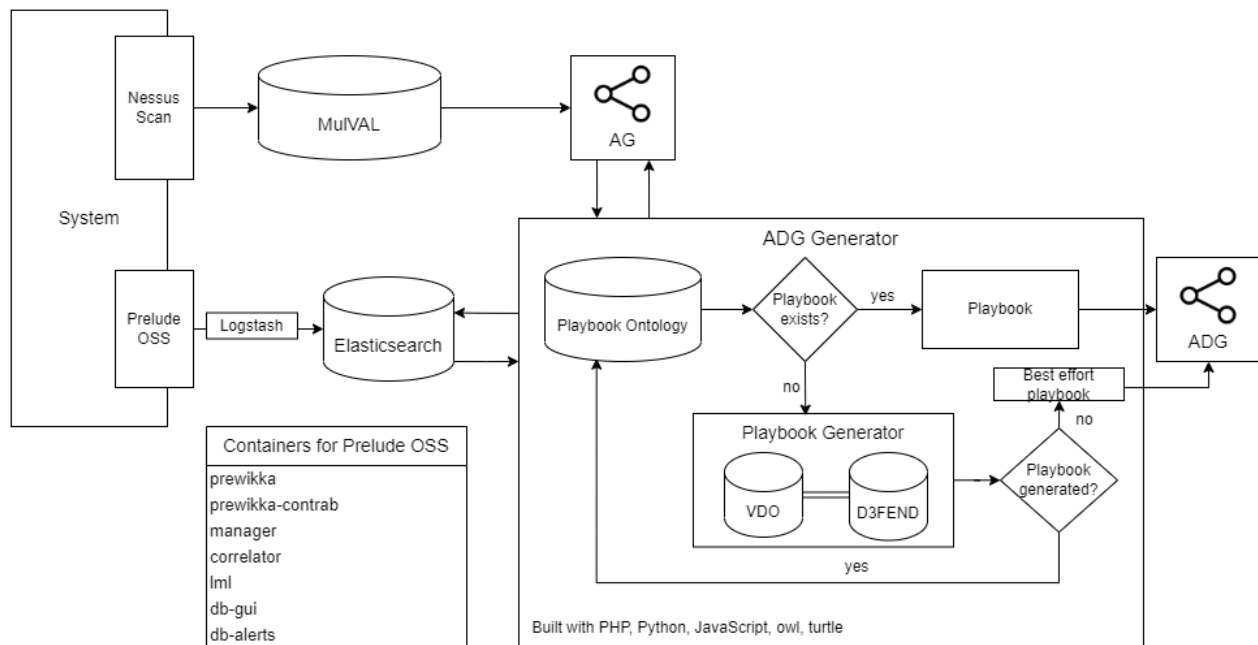 Nessus
Scan
MulVAL
AG
System
ADG Generator
Prelude
OSS
Logstash
Elasticsearch
Playbook Ontology
Playbook
exists?
yes
Playbook
ADG
no
Best effort
playbook
no
Playbook Generator
VDO
D3FEND
Playbook
generated?
yes
Containers for Prelude OSS
prewikka
prewikka-contrab
manager
correlator
lml
db-gui
db-alerts
Built with PHP, Python, JavaScript, owl, turtle